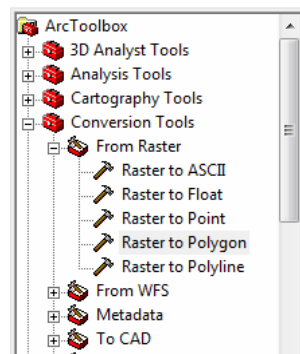 ArcToolbox
3D Analyst Tools
Analysis Tools
Cartography Tools
Conversion Tools
From Raster
Raster to ASCII
Raster to Float
Raster to Point
Raster to Polygon
Raster to Polyline
From WFS
Metadata
To CAD